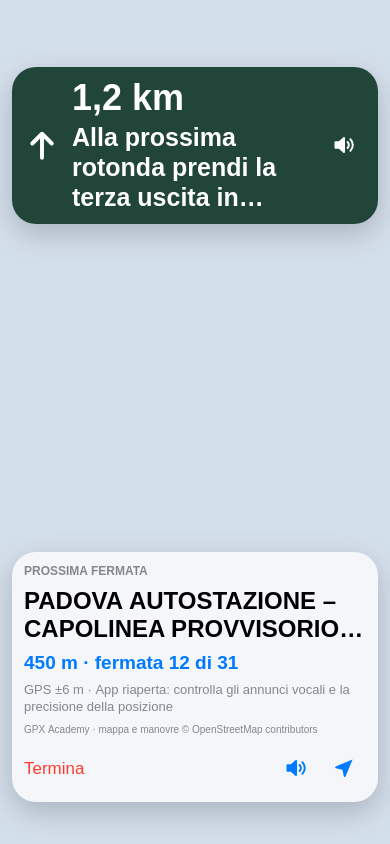 1,2 km
Alla prossima
rotonda prendi la
terza uscita in…
PROSSIMA FERMATA
PADOVA AUTOSTAZIONE –
CAPOLINEA PROVVISORIO…
450 m · fermata 12 di 31
GPS ±6 m · App riaperta: controlla gli annunci vocali e la
precisione della posizione
GPX Academy · mappa e manovre © OpenStreetMap contributors
Termina